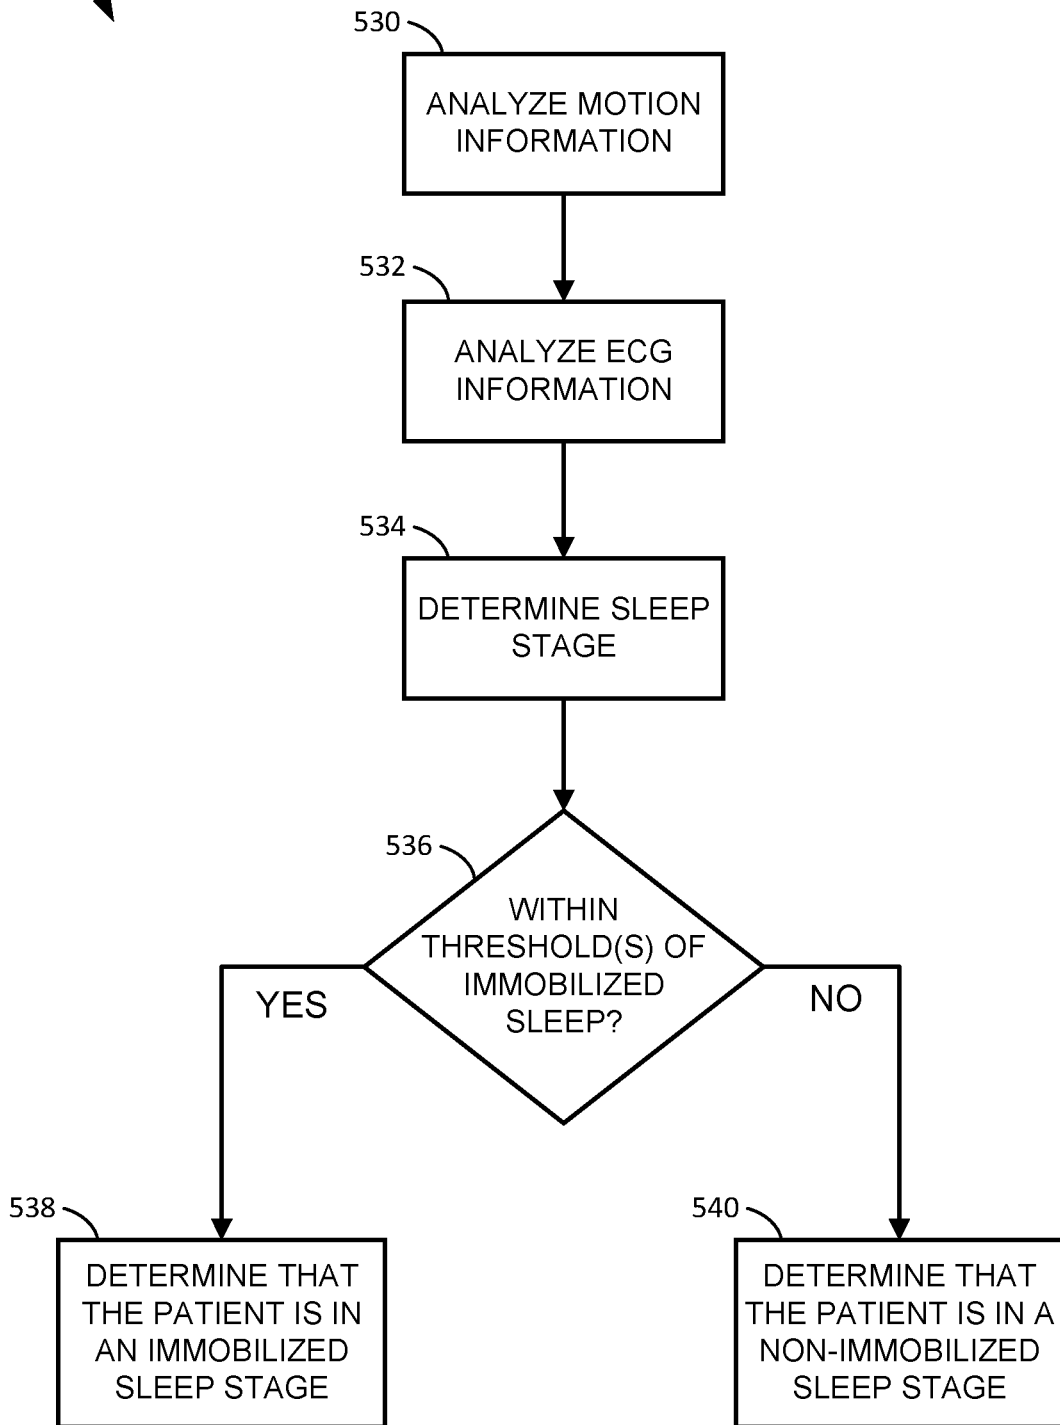 530
ANALYZE MOTION
INFORMATION
532
ANALYZE ECG
INFORMATION
534
DETERMINE SLEEP
STAGE
536
WITHIN
THRESHOLD(S) OF
IMMOBILIZED
SLEEP?
YES
NO
538
DETERMINE THAT
THE PATIENT IS IN
AN IMMOBILIZED
SLEEP STAGE
540
DETERMINE THAT
THE PATIENT IS IN A
NON-IMMOBILIZED
SLEEP STAGE